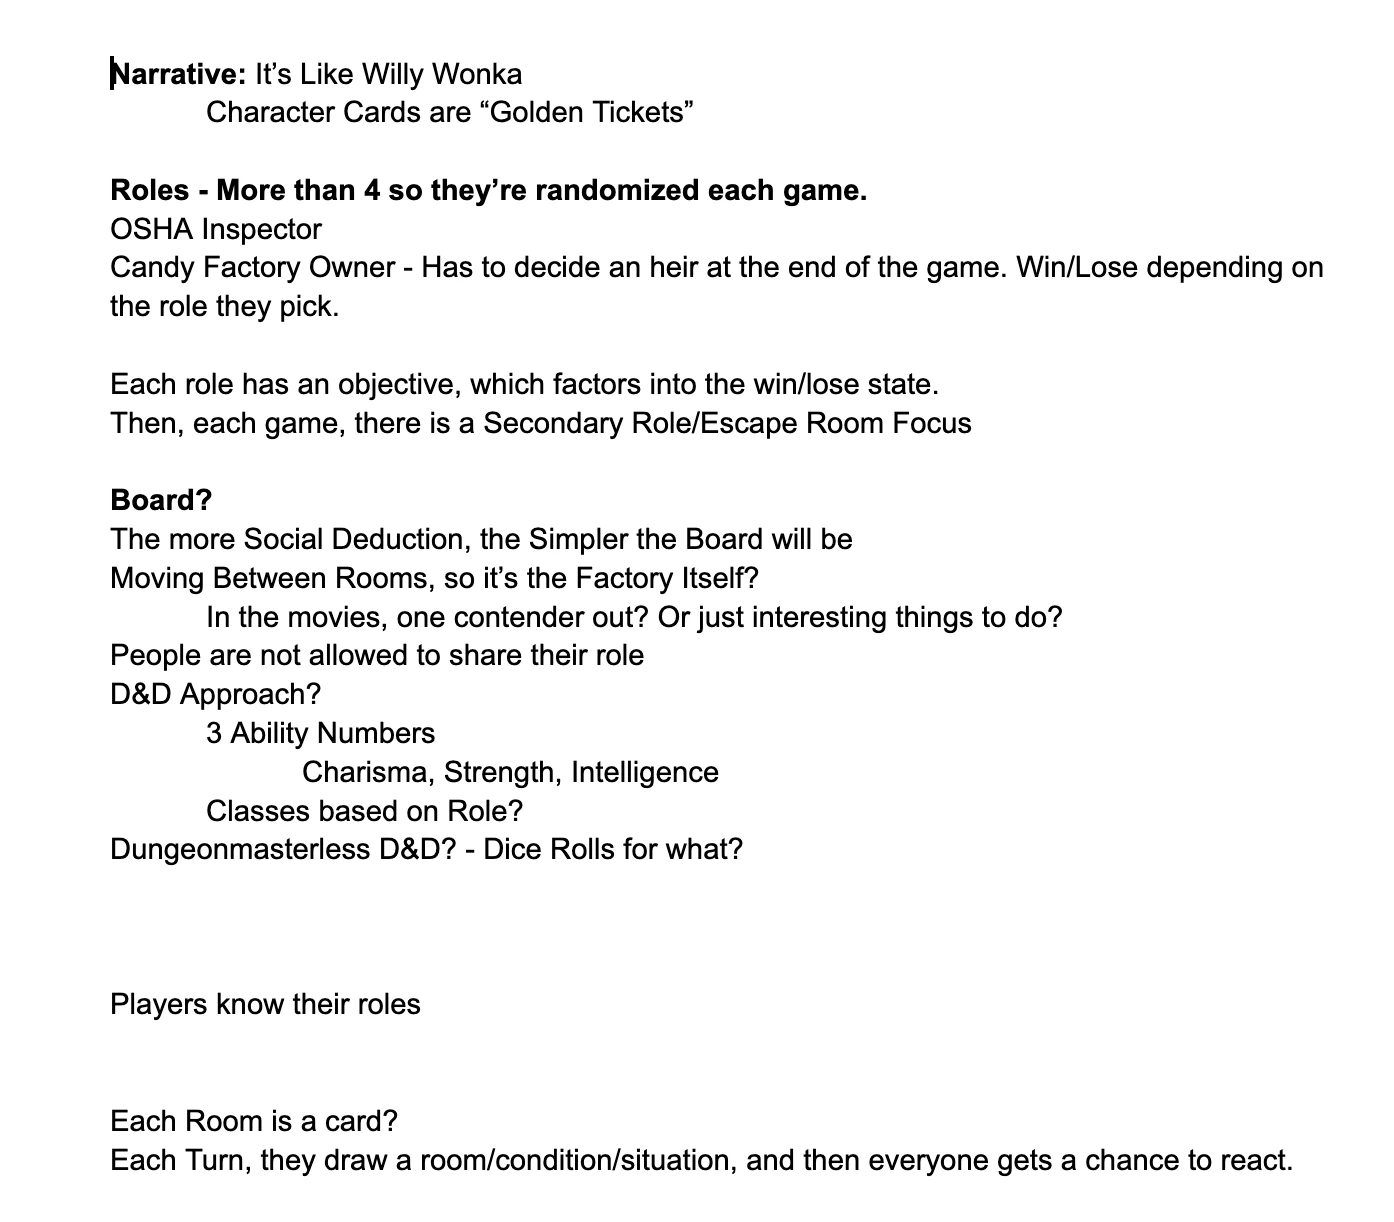 Narrative: It’s Like Willy Wonka
Character Cards are “Golden Tickets”
Roles - More than 4 so they’re randomized each game.
OSHA Inspector
Candy Factory Owner - Has to decide an heir at the end of the game. Win/Lose depending on
the role they pick.
Each role has an objective, which factors into the win/lose state.
Then, each game, there is a Secondary Role/Escape Room Focus
Board?
The more Social Deduction, the Simpler the Board will be
Moving Between Rooms, so it’s the Factory Itself?
In the movies, one contender out? Or just interesting things to do?
People are not allowed to share their role
D&D Approach?
3 Ability Numbers
Charisma, Strength, Intelligence
Classes based on Role?
Dungeonmasterless D&D? - Dice Rolls for what?
Players know their roles
Each Room is a card?
Each Turn, they draw a room/condition/situation, and then everyone gets a chance to react.